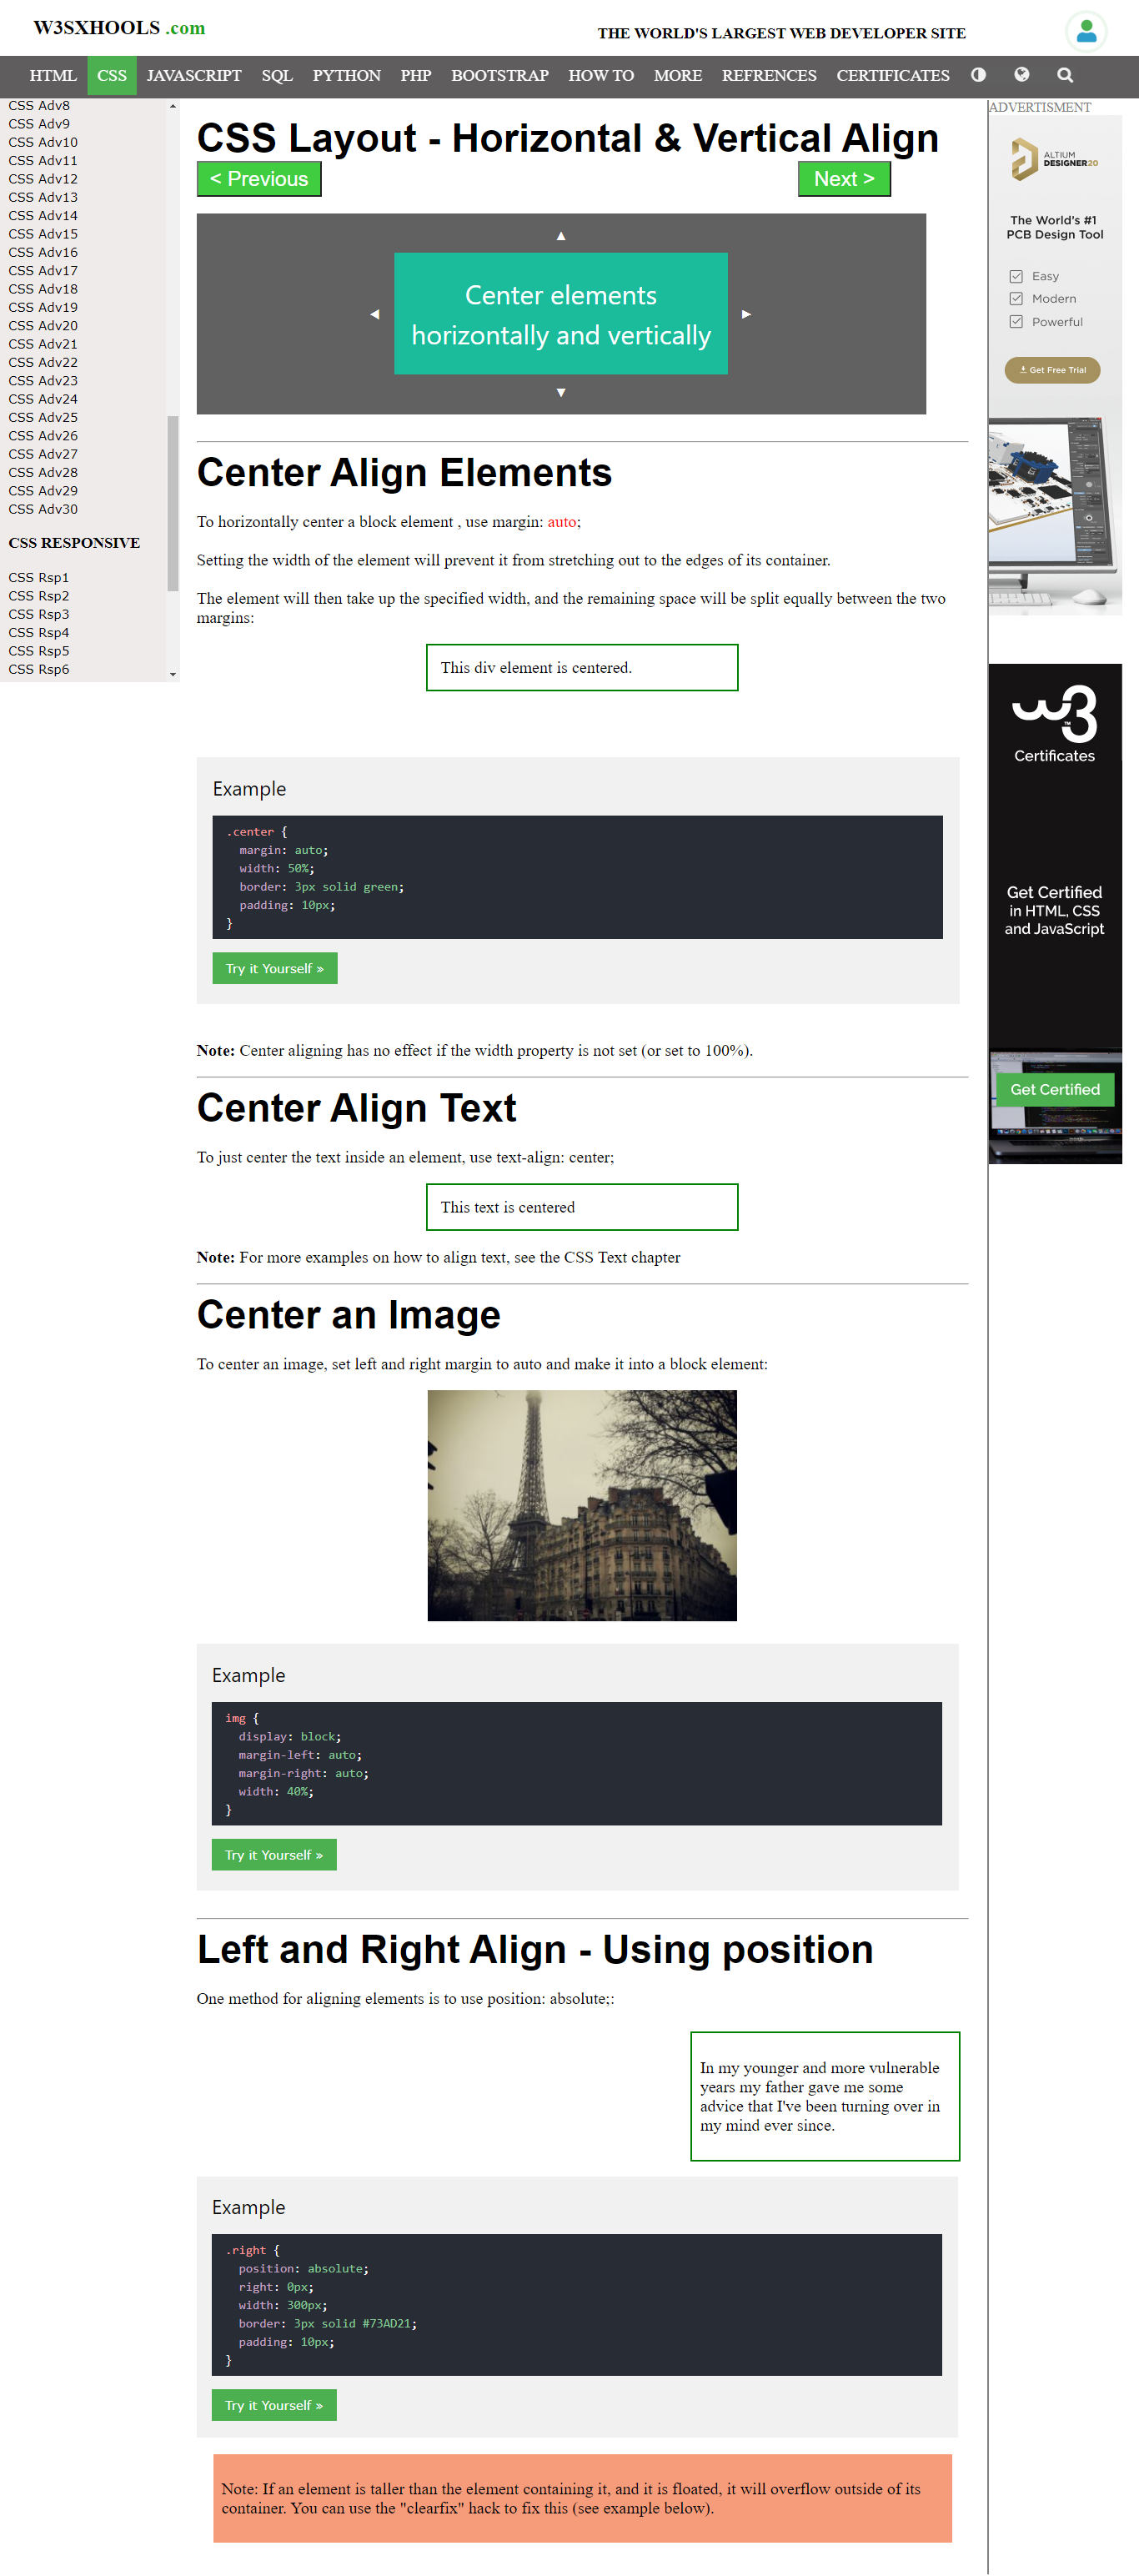 W3SXHOOLS .com
THE WORLD'S LARGEST WEB DEVELOPER SITE
HTML CSS JAVASCRIPT SQL PYTHON PHP BOOTSTRAP HOW TO MORE REFRENCES CERTIFICATES
CSS Adv8
CSS Adv9
CSS Adv10
CSS Adv11
CSS Adv12
CSS Adv13
CSS Adv14
CSS Adv15
CSS Adv16
CSS Adv17
CSS Adv18
CSS Adv19
CSS Adv20
CSS Adv21
CSS Adv22
CSS Adv23
CSS Adv24
CSS Adv25
CSS Adv26
CSS Adv27
CSS Adv28
CSS Adv29
CSS Adv30
CSS RESPONSIVE
CSS Rsp1
CSS Rsp2
CSS Rsp3
CSS Rsp4
CSS Rsp5
CSS Rsp6
CSS Layout - Horizontal & Vertical Align
< Previous
Next >
Center elements
horizontally and vertically
Center Align Elements
To horizontally center a block element , use margin: auto;
Setting the width of the element will prevent it from stretching out to the edges of its container.
The element will then take up the specified width, and the remaining space will be split equally between the two
margins:
This div element is centered.
Example
.center {
margin: auto;
width: 50%;
border: 3px solid green;
padding: 10px;
}
Try it Yourself »
Note: Center aligning has no effect if the width property is not set (or set to 100%).
Center Align Text
To just center the text inside an element, use text-align: center;
This text is centered
Note: For more examples on how to align text, see the CSS Text chapter
Center an Image
To center an image, set left and right margin to auto and make it into a block element:
Example
img {
display: block;
margin-left: auto;
margin-right: auto;
width: 40%;
}
Try it Yourself »
Left and Right Align - Using position
One method for aligning elements is to use position: absolute;:
In my younger and more vulnerable
years my father gave me some
advice that I've been turning over in
my mind ever since.
Example
.right {
position: absolute;
right: 0px;
width: 300px;
border: 3px solid #73AD21;
padding: 10px;
}
Try it Yourself »
Note: If an element is taller than the element containing it, and it is floated, it will overflow outside of its
container. You can use the "clearfix" hack to fix this (see example below).
ADVERTISMENT
ALTIUM
DESIGNER20
The World's #1
PCB Design Tool
Easy
Modern
Powerful
Get Free Trial
w3
TM
Certificates
Get Certified
in HTML, CSS
and JavaScript
Get Certified